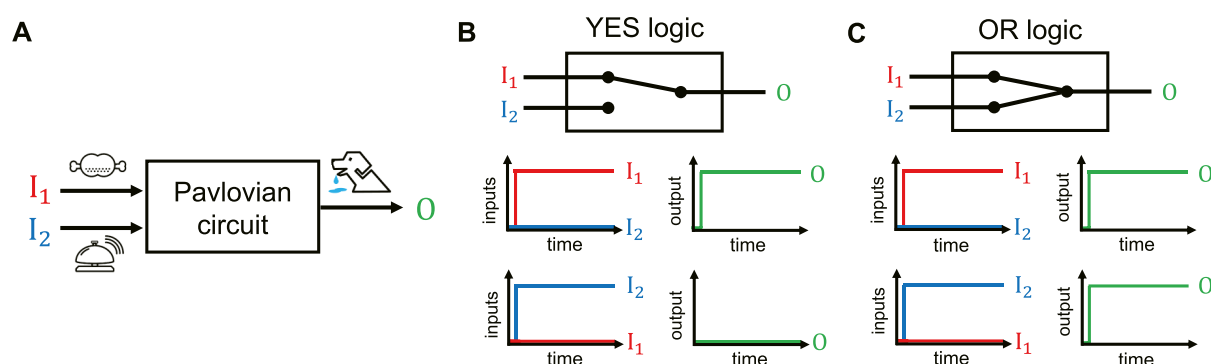 A
I₁
I₂
Pavlovian
circuit
O
B
YES logic
I₁
I₂
O
inputs
I₁
I₂
time
output
O
time
inputs
I₂
I₁
time
output
O
time
C
OR logic
I₁
I₂
O
inputs
I₁
I₂
time
output
O
time
inputs
I₂
I₁
time
output
O
time